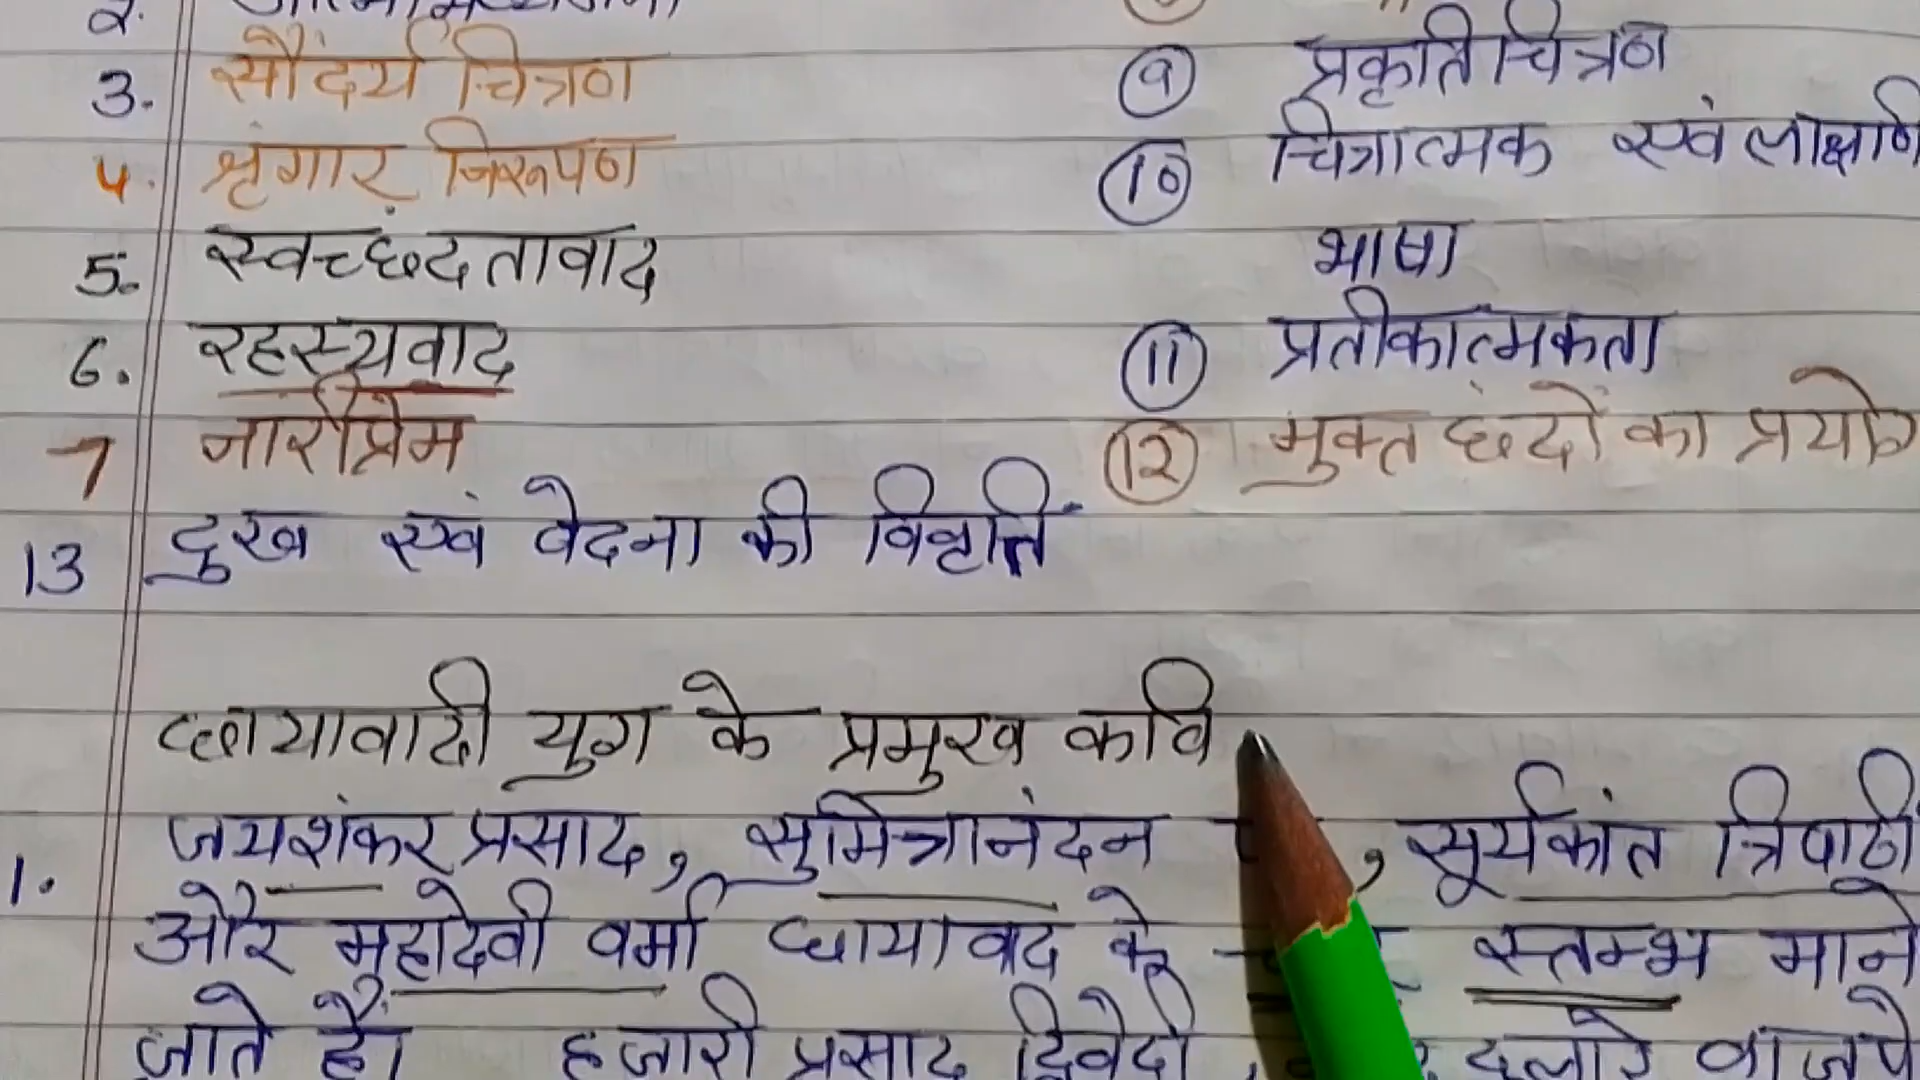 3. सौंदर्य चित्रण
4. श्रृंगार निरूपण
5. स्वच्छंदतावाद
6. रहस्यवाद
7 नारीप्रेम
9 प्रकृति चित्रण
10 चित्रात्मक एवं
भाषा
11 प्रतीकात्मकता
12 मुक्त छंदों का प्रयोग
13 दुख एवं वेदना की विवृत्ति
छायावादी युग के प्रमुख कवि
1. जयशंकर प्रसाद, सुमित्रानंदन , सूर्यकांत त्रिपाठी
और महादेवी वर्मा छायावाद के स्तम्भ माने
जाते है। हजारी प्रसाद द्विवेदी,